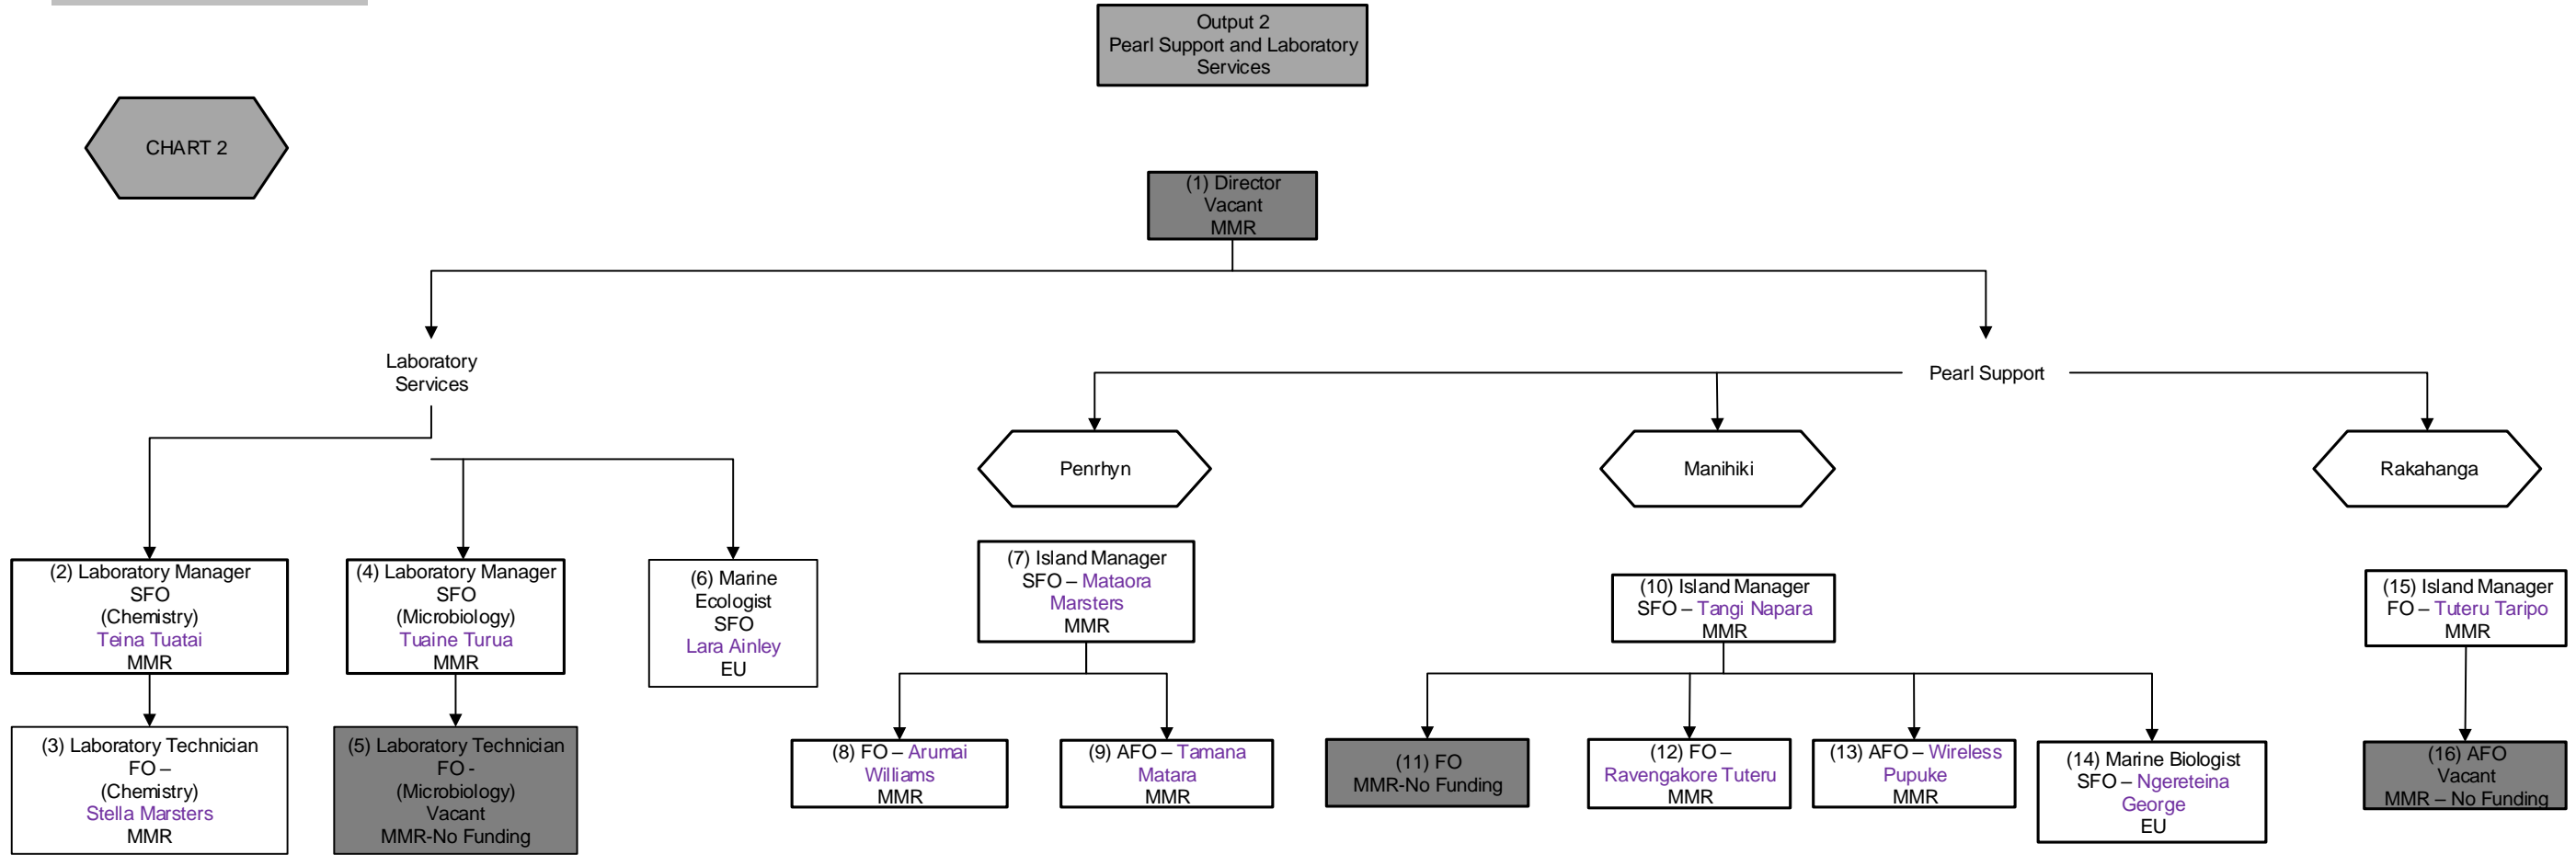 Output 2
Pearl Support and Laboratory
Services
CHART 2
(1) Director
Vacant
MMR
Laboratory
Services
Pearl Support
Penrhyn
Manihiki
Rakahanga
(2) Laboratory Manager
SFO
(Chemistry)
Teina Tuatai
MMR
(4) Laboratory Manager
SFO
(Microbiology)
Tuaine Turua
MMR
(6) Marine
Ecologist
SFO
Lara Ainley
EU
(7) Island Manager
SFO – Mataora
Marsters
MMR
(10) Island Manager
SFO – Tangi Napara
MMR
(15) Island Manager
FO – Tuteru Taripo
MMR
(3) Laboratory Technician
FO –
(Chemistry)
Stella Marsters
MMR
(5) Laboratory Technician
FO -
(Microbiology)
Vacant
MMR-No Funding
(8) FO – Arumai
Williams
MMR
(9) AFO – Tamana
Matara
MMR
(11) FO
MMR-No Funding
(12) FO –
Ravengakore Tuteru
MMR
(13) AFO – Wireless
Pupuke
MMR
(14) Marine Biologist
SFO – Ngereteina
George
EU
(16) AFO
Vacant
MMR – No Funding